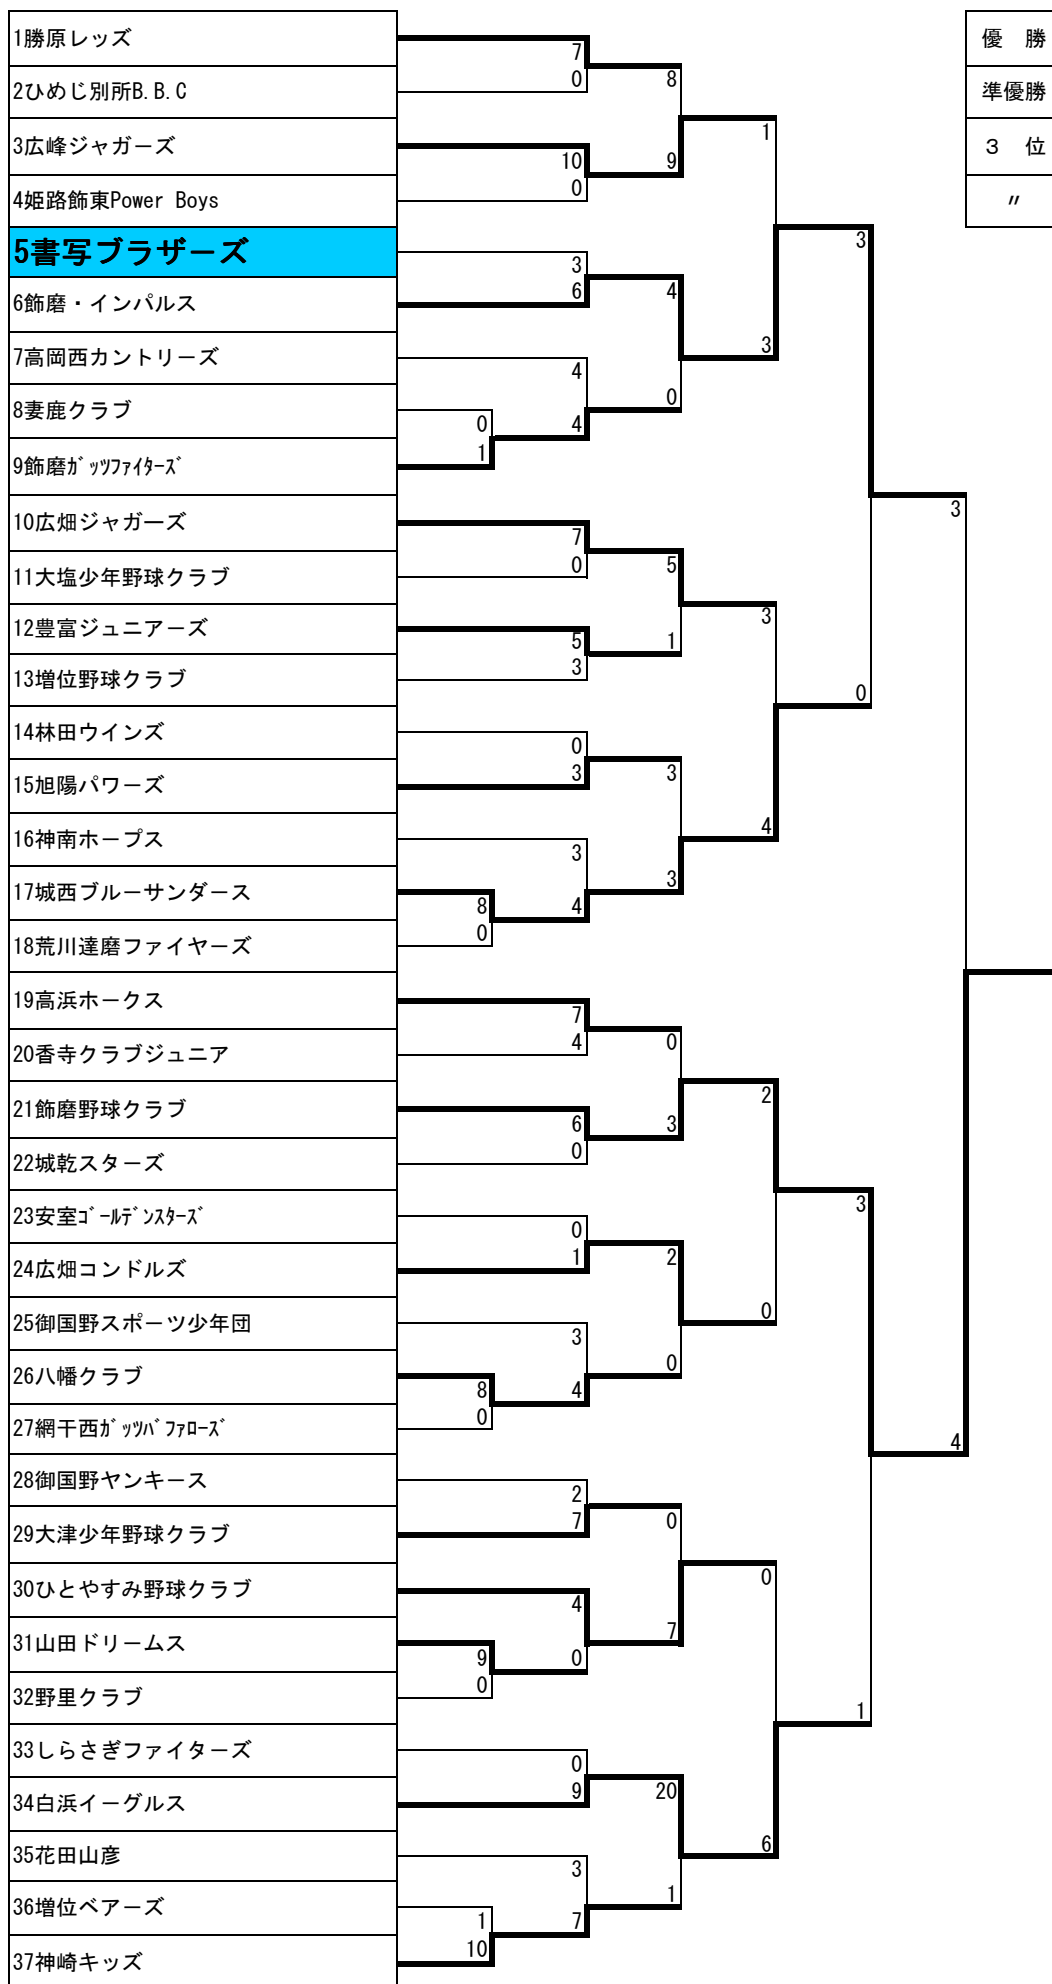 1勝原レッズ
優　勝
7
0
8
2ひめじ別所B.B.C
準優勝
1
3広峰ジャガーズ
3　位
10
9
0
4姫路飾東Power Boys
〃
5書写ブラザーズ
3
3
6
4
6飾磨・インパルス
3
7高岡西カントリーズ
4
0
8妻鹿クラブ
0
4
1
9飾磨ｶﾞｯﾂﾌｧｲﾀｰｽﾞ
3
10広畑ジャガーズ
7
0
5
11大塩少年野球クラブ
3
12豊富ジュニアーズ
5
1
3
13増位野球クラブ
0
14林田ウインズ
0
3
3
15旭陽パワーズ
4
16神南ホープス
3
3
17城西ブルーサンダース
8
4
0
18荒川達磨ファイヤーズ
19高浜ホークス
7
4
0
20香寺クラブジュニア
2
21飾磨野球クラブ
6
3
0
22城乾スターズ
3
23安室ｺﾞｰﾙﾃﾞﾝｽﾀｰｽﾞ
0
1
2
24広畑コンドルズ
0
25御国野スポーツ少年団
3
0
26八幡クラブ
8
4
0
27網干西ｶﾞｯﾂﾊﾞﾌｧﾛｰｽﾞ
4
28御国野ヤンキース
2
7
0
29大津少年野球クラブ
0
30ひとやすみ野球クラブ
4
7
31山田ドリームス
9
0
0
32野里クラブ
1
33しらさぎファイターズ
0
9
20
34白浜イーグルス
6
35花田山彦
3
1
36増位ベアーズ
1
7
10
37神崎キッズ